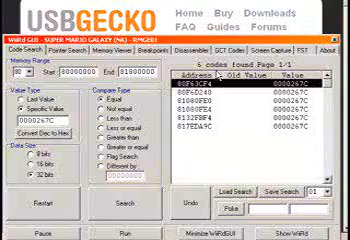 USBGECKO
Home Buy Downloads
FAQ Guides Forums
WiiRd GUI - SUPER MARIO GALAXY (NA) - RMGE01
Code Search Pointer Search Memory Viewer Breakpoints Disassembler GCT Codes Screen Capture FST About
Memory Range
80 Start : 80000000 End : 81800000
6 codes found.Page 1/1
Address Old Value Value
80F63CF4 0000267C
80F6D240 0000267C
81080FE0 0000267C
81080FE8 0000267C
8132FBF4 0000267C
817EDA9C 0000267C
Value Type
Last Value
Specific Value
0000267C
Convert Dec to Hex
Compare Type
Equal
Not Equal
Less than
Less or equal
Greater than
Greater or equal
Flag Search
Different by:
00000000
Data Size
8 bits
16 bits
32 bits
Load Search Save Search 01
Restart Search Undo Poke
Pause Run Minimize WiiRdGUI Show WiiRd